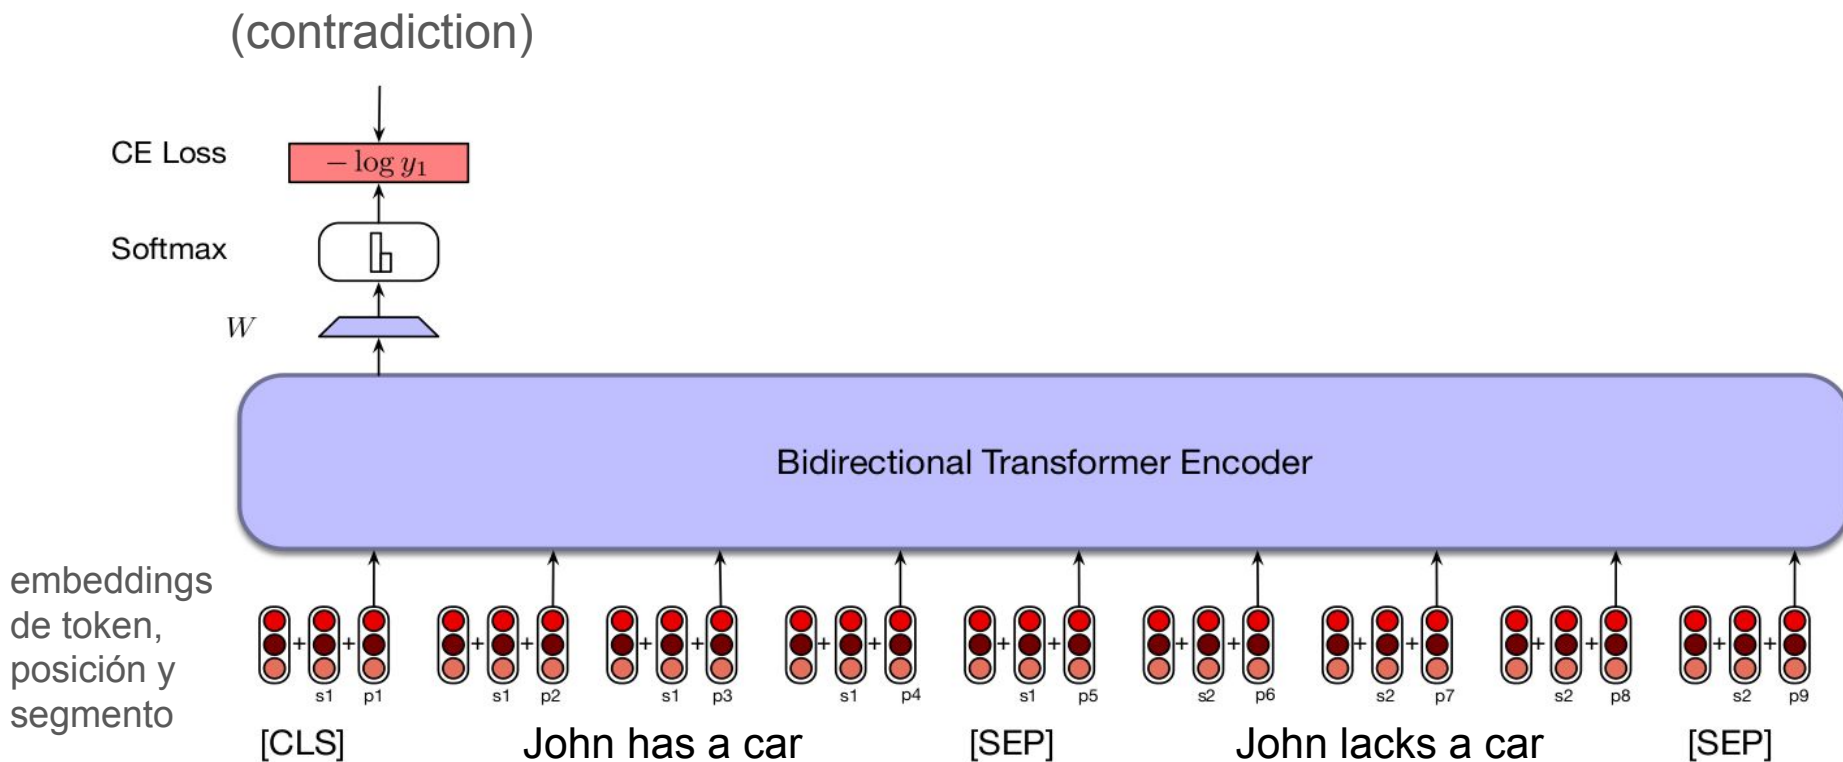 (contradiction)
CE Loss
− log y₁
Softmax
W
Bidirectional Transformer Encoder
embeddings
de token,
posición y
segmento
+ + + + + + + + + + + + + + + + + +
s1 p1 s1 p2 s1 p3 s1 p4 s1 p5 s2 p6 s2 p7 s2 p8 s2 p9
[CLS] John has a car [SEP] John lacks a car [SEP]